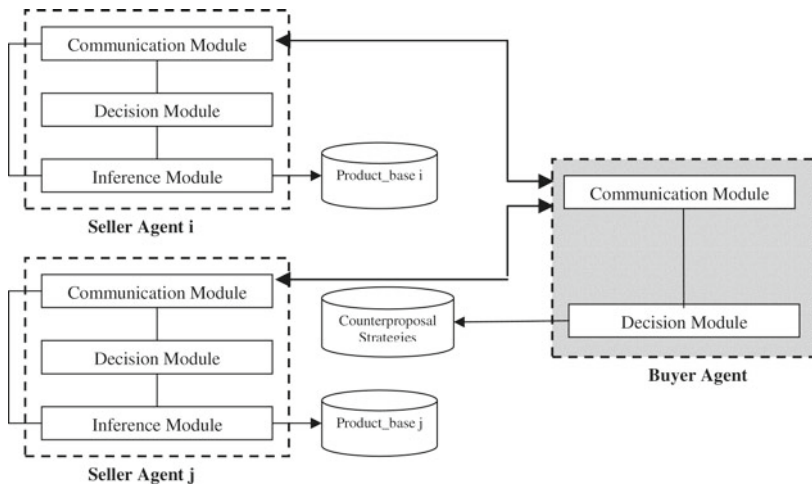 Communication Module
Decision Module
Inference Module
Product_base i
Seller Agent i
Communication Module
Decision Module
Inference Module
Product_base j
Seller Agent j
Counterproposal
Strategies
Communication Module
Decision Module
Buyer Agent